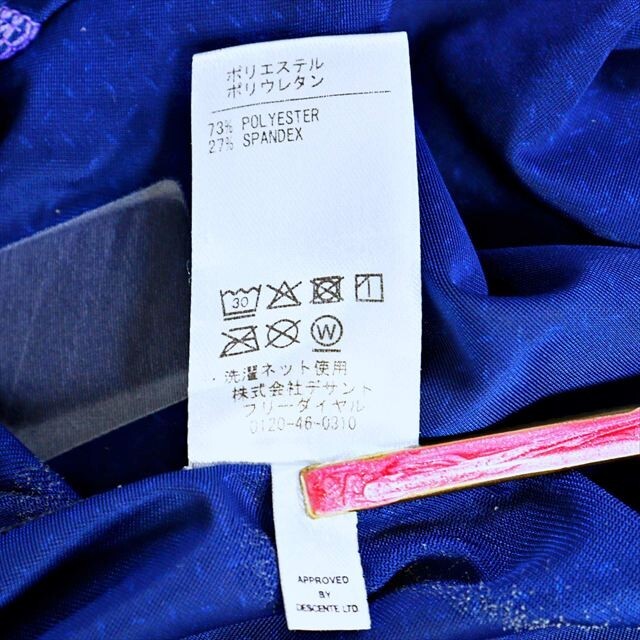 ポリエステル
ポリウレタン
73% POLYESTER
27% SPANDEX
30
W
洗濯ネット使用
株式会社デサント
フリーダイヤル
0120-46-0310
APPROVED
BY
DESCENTE LTD.